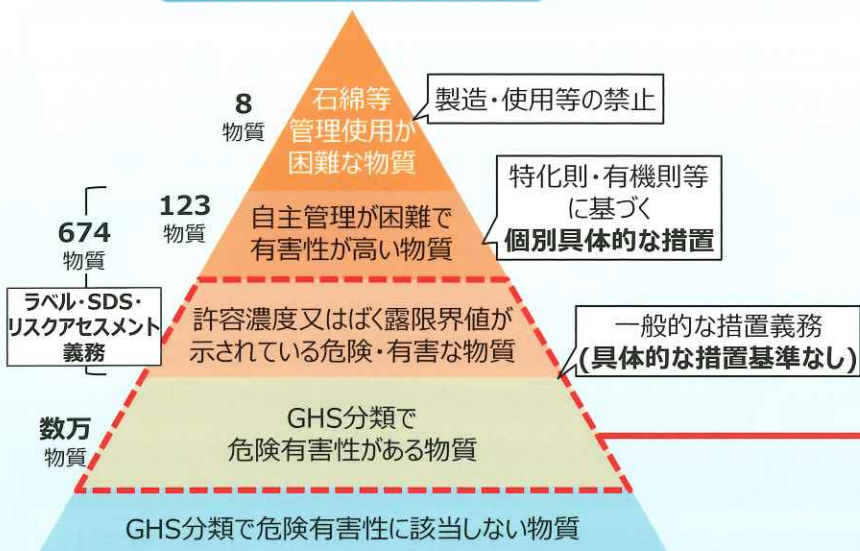 8
物質
石綿等
管理使用が
困難な物質
製造・使用等の禁止
123
物質
自主管理が困難で
有害性が高い物質
特化則・有機則等
に基づく
個別具体的な措置
674
物質
ラベル・SDS・
リスクアセスメント
義務
許容濃度又はばく露限界値が
示されている危険・有害な物質
一般的な措置義務
(具体的な措置基準なし)
数万
物質
GHS分類で
危険有害性がある物質
GHS分類で危険有害性に該当しない物質